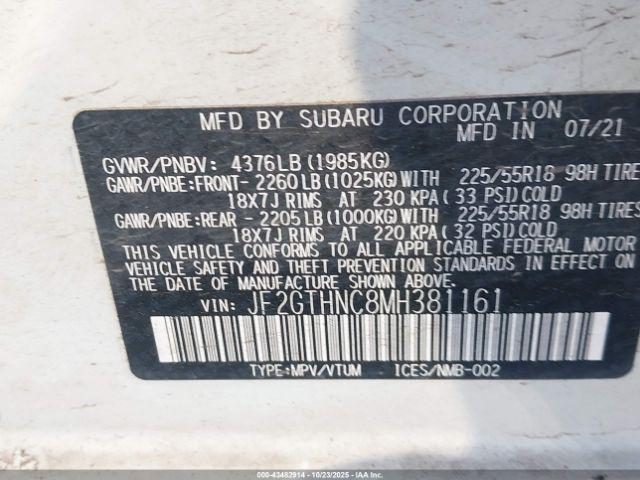 MFD BY SUBARU CORPORATION
MFD IN 07/21
GVWR/PNBV: 4376LB(1985KG)
GAWR/PNBE:FRONT- 2260LB(1025KG)WITH 225/55R18 98H TIRE
18X7J RIMS AT 230 KPA( 33 PSI)COLD
GAWR/PNBE:REAR - 2205LB(1000KG)WITH 225/55R18 98H TIRES
18X7J RIMS AT 220 KPA( 32 PSI)COLD
THIS VEHICLE CONFORMS TO ALL APPLICABLE FEDERAL MOTOR
VEHICLE SAFETY AND THEFT PREVENTION STANDARDS IN EFFECT ON
THE DATE OF MANUFACTURE SHOWN ABOVE.
VIN: JF2GTHNC8MH381161
TYPE:MPV/VTUM ICES/NMB-002
000-43482914 - 10/23/2025 - IAAI.COM